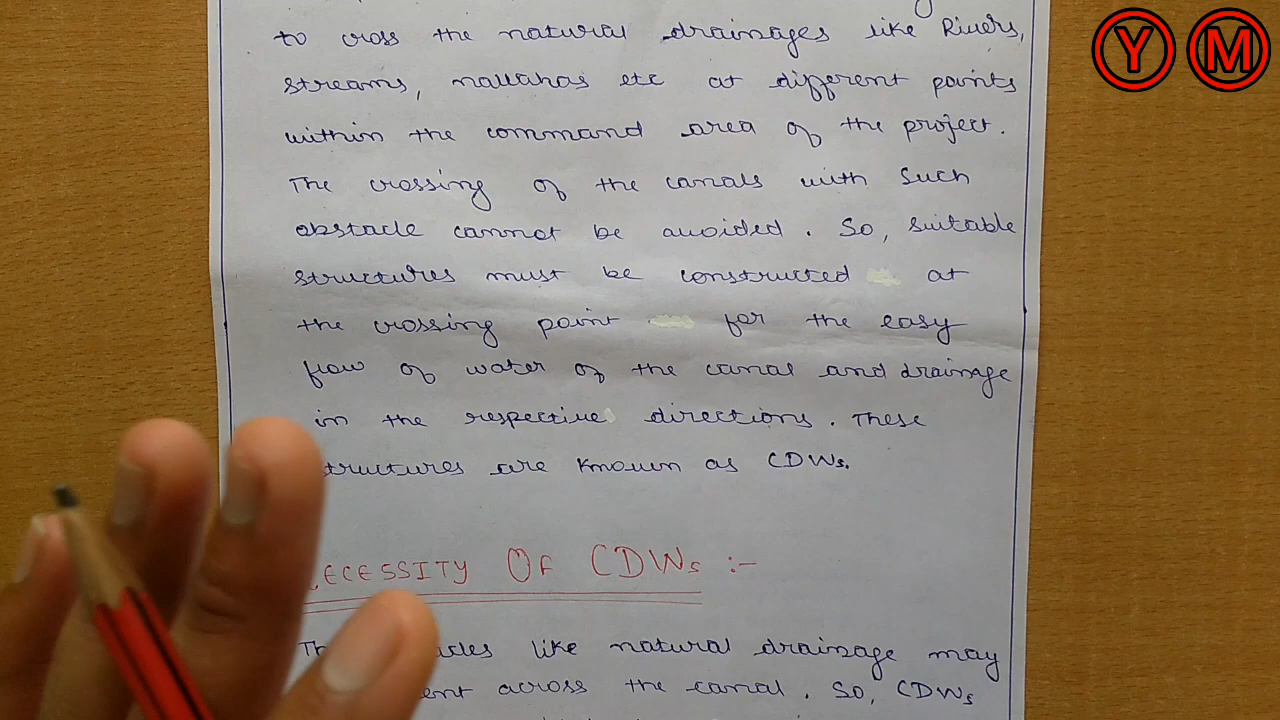 to cross the natural drainages like Rivers,
streams, nallahas etc at different points
within the command area of the project.
The crossing of the canals with such
obstacle cannot be avoided. So, suitable
structures must be constructed at
the crossing point for the easy
flow of water of the canal and drainage
in the respective directions. These
tructures are known as CDWs.
ECESSITY OF CDWs :-
like natural drainage may
across the canal. So, CDWs
Y M